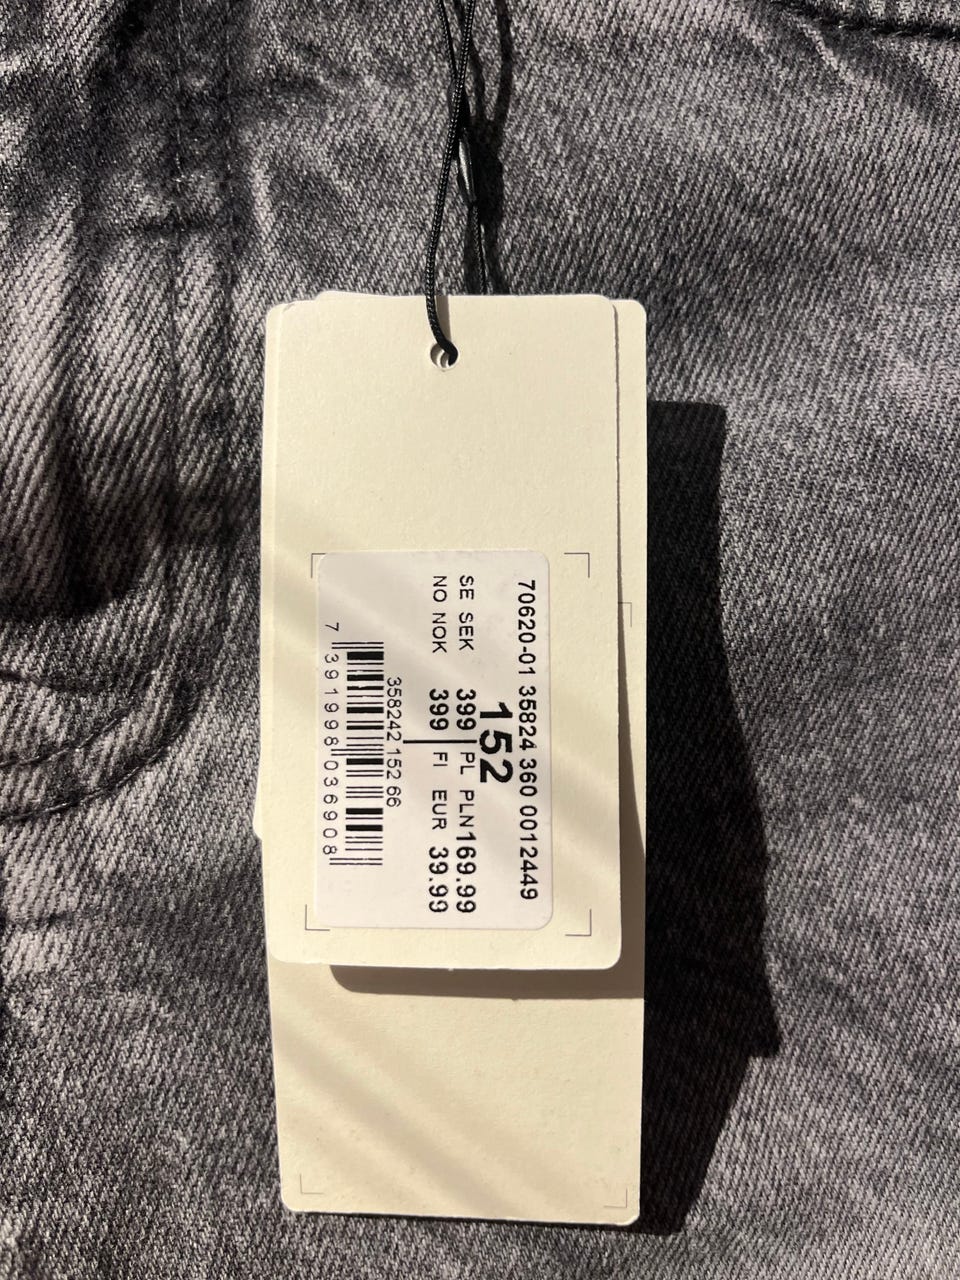 70620-01 35824 360 0012449
152
SE SEK 399 PL PLN169.99
NO NOK 399 FI EUR 39.99
358242 152 66
7 391998 036908